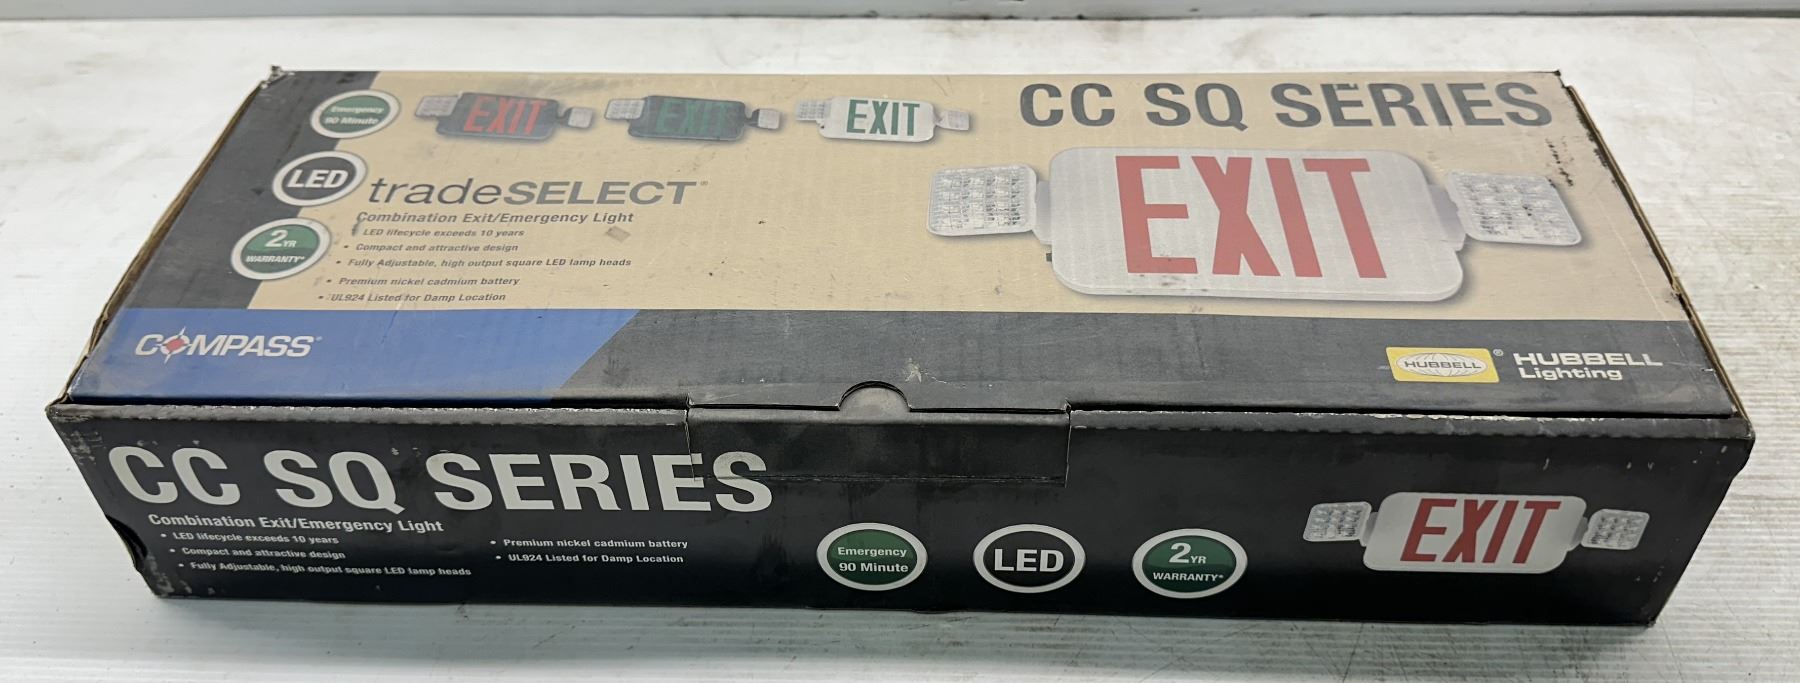 Emergency
90 Minute
EXIT
EXIT
EXIT
CC SQ SERIES
LED
tradeSELECT®
Combination Exit/Emergency Light
• LED lifecycle exceeds 10 years
• Compact and attractive design
• Fully Adjustable, high output square LED lamp heads
• Premium nickel cadmium battery
• UL924 Listed for Damp Location
2 YR
WARRANTY*
EXIT
COMPASS®
HUBBELL®
HUBBELL
Lighting
CC SQ SERIES
Combination Exit/Emergency Light
• LED lifecycle exceeds 10 years
• Compact and attractive design
• Fully Adjustable, high output square LED lamp heads
• Premium nickel cadmium battery
• UL924 Listed for Damp Location
Emergency
90 Minute
LED
2 YR
WARRANTY*
EXIT